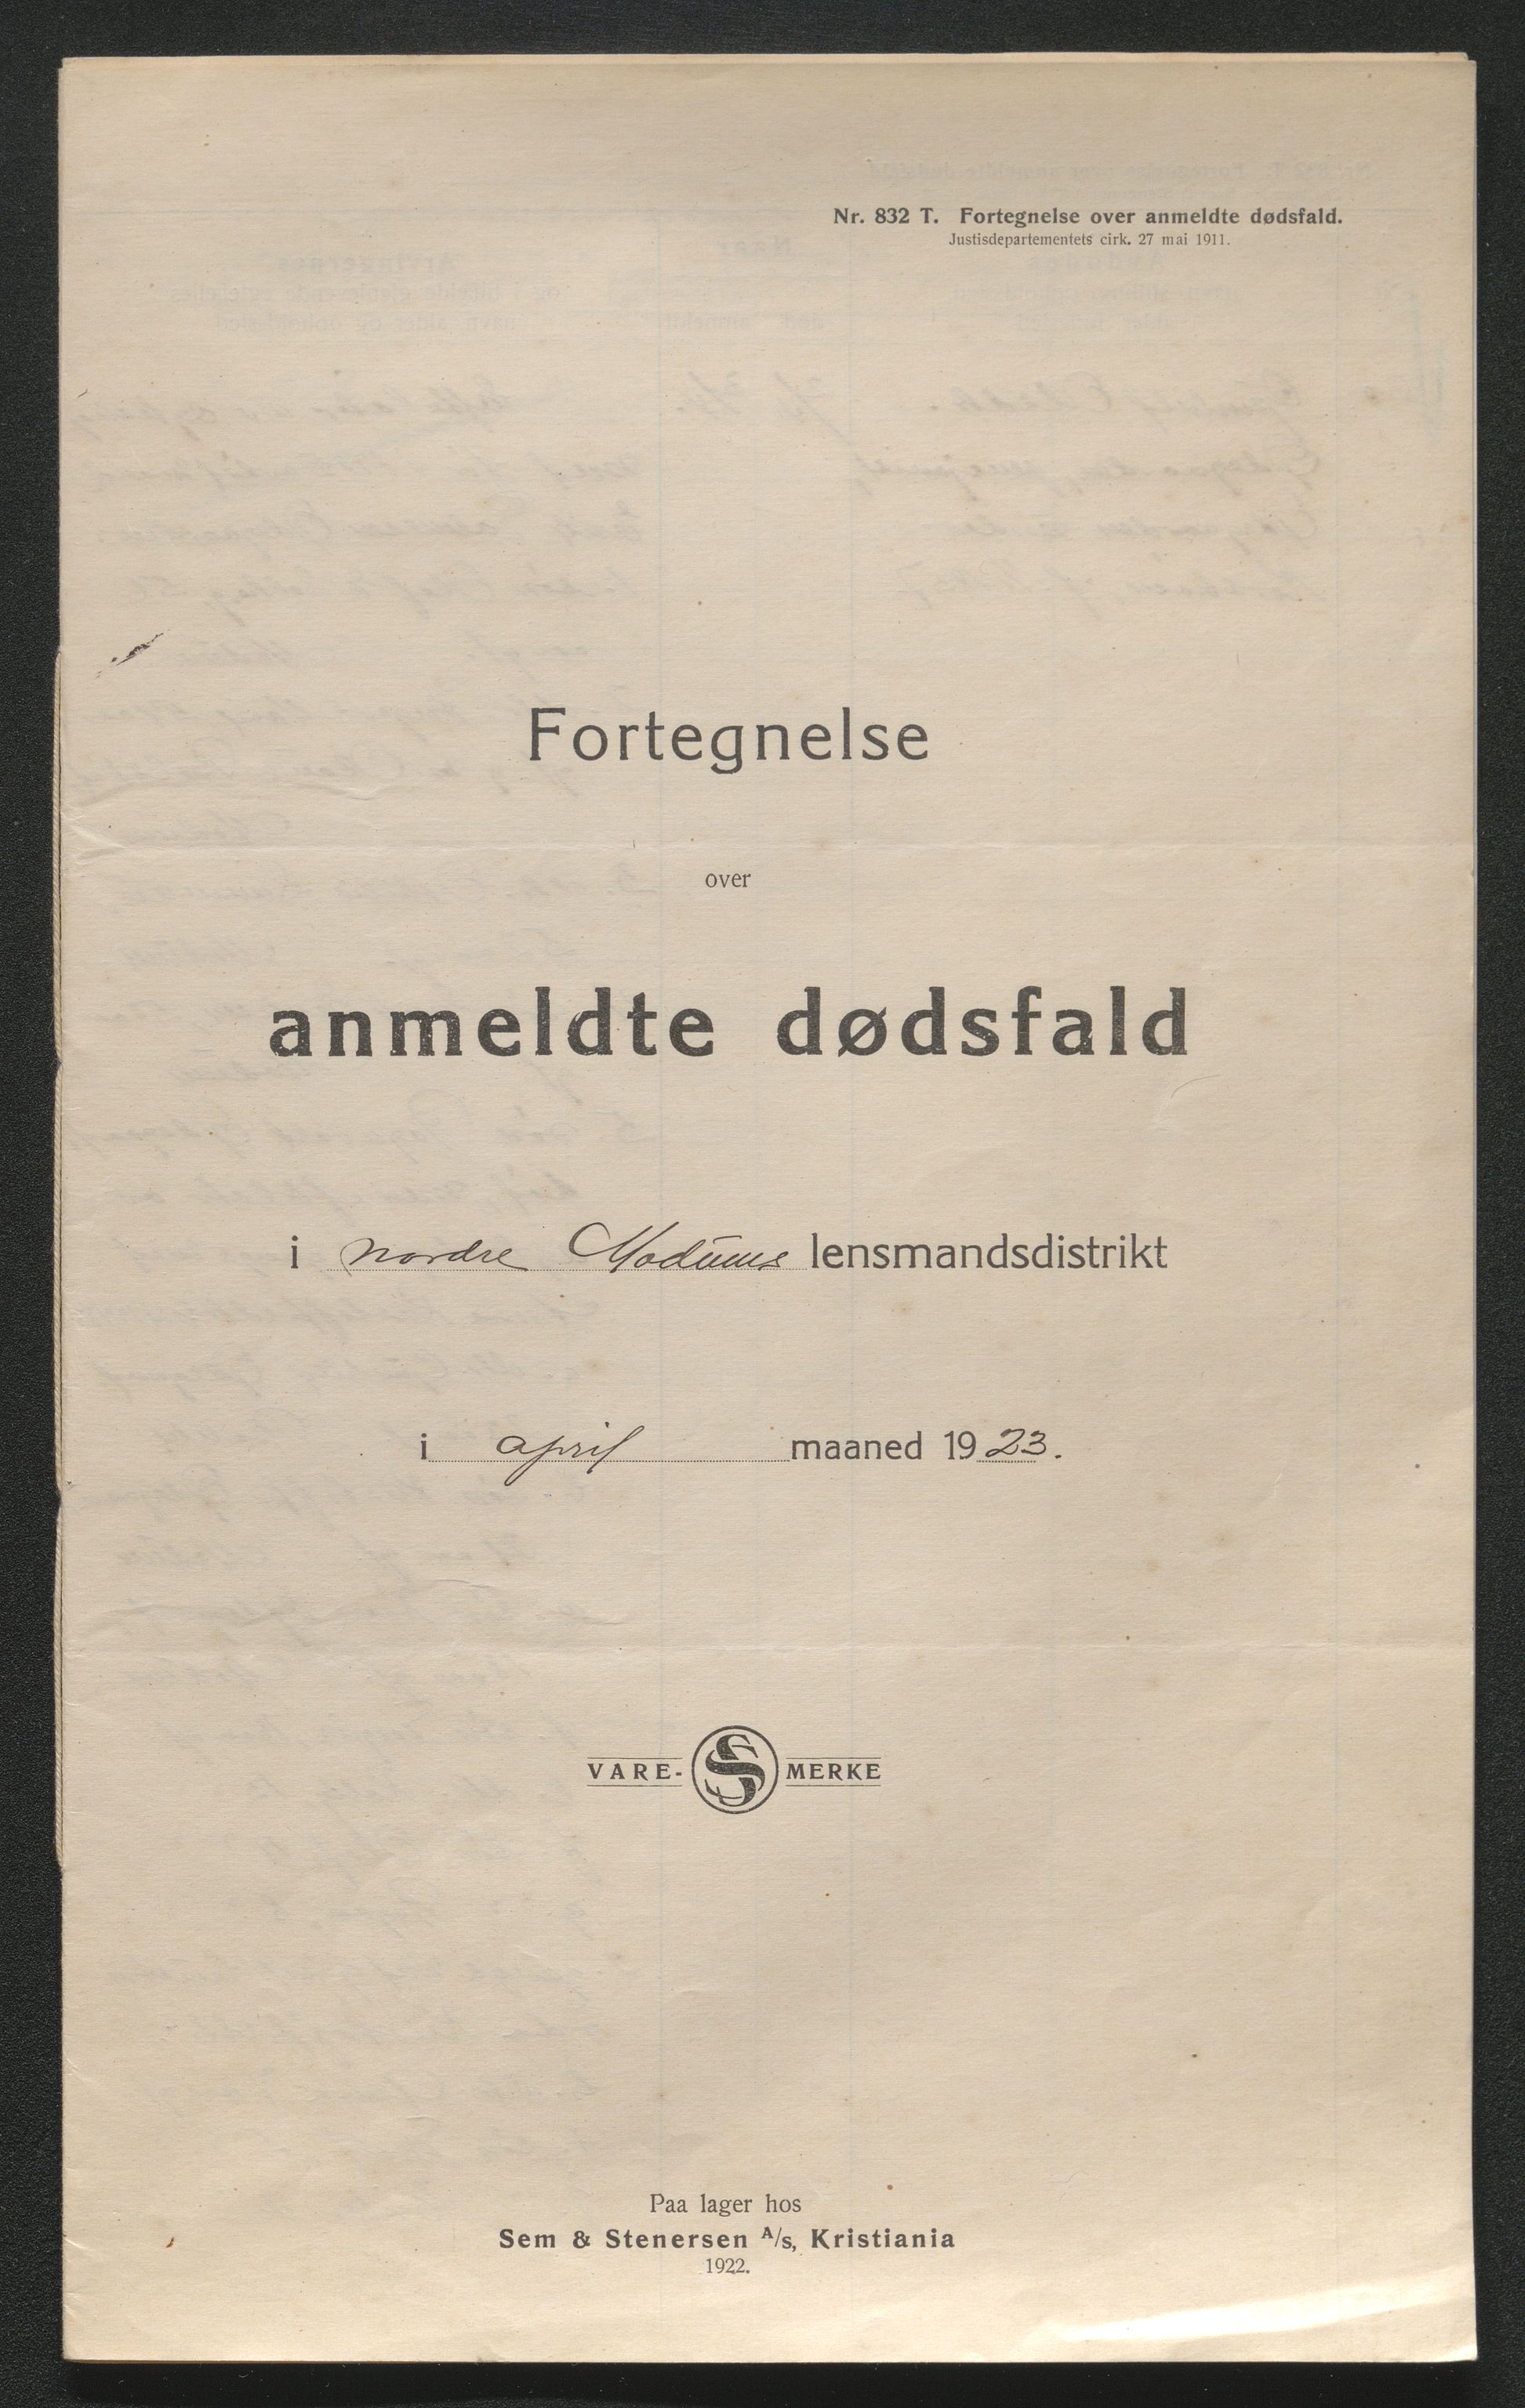 Nr. 832 T. Fortegnelse over anmeldte dødsfald.
Justisdepartementets cirk. 27 mai 1911.
Fortegnelse
over
anmeldte dødsfald
i nordre Modums lensmandsdistrikt
i april maaned 1923.
VARE- S MERKE
Paa lager hos
Sem & Stenersen A/s, Kristiania
1922.